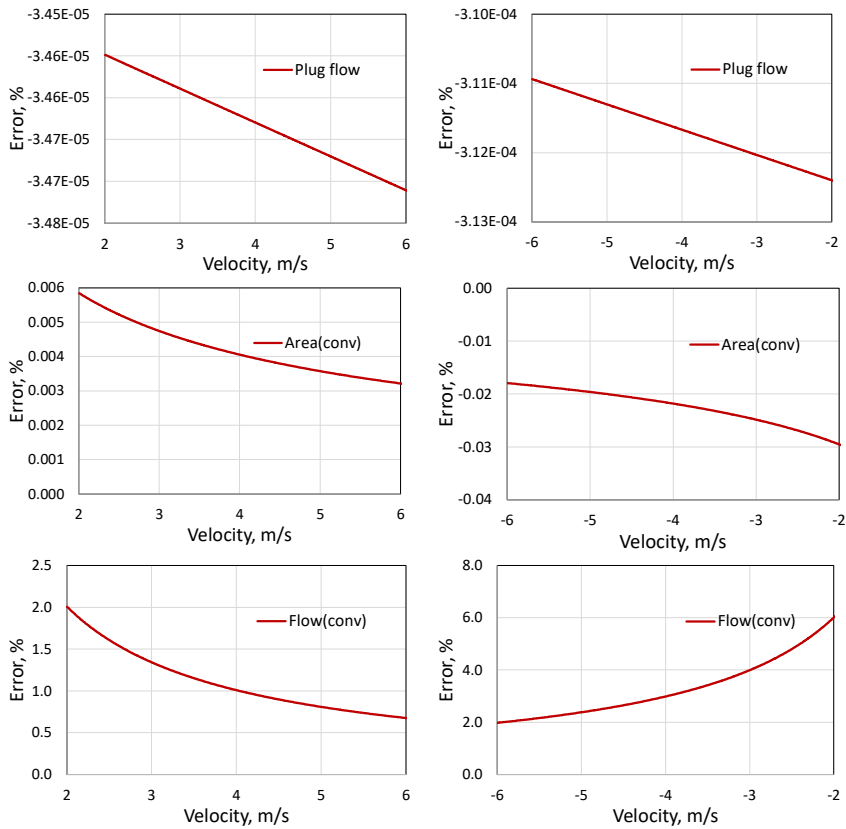 -3.45E-05
-3.46E-05
-3.46E-05
-3.47E-05
-3.47E-05
-3.48E-05
Error, %
Plug flow
2 3 4 5 6
Velocity, m/s
-3.10E-04
-3.11E-04
-3.12E-04
-3.13E-04
Error, %
Plug flow
-6 -5 -4 -3 -2
Velocity, m/s
0.006
0.005
0.004
0.003
0.002
0.001
0.000
Error, %
Area(conv)
2 3 4 5 6
Velocity, m/s
0.00
-0.01
-0.02
-0.03
-0.04
Error, %
Area(conv)
-6 -5 -4 -3 -2
Velocity, m/s
2.5
2.0
1.5
1.0
0.5
0.0
Error, %
Flow(conv)
2 3 4 5 6
Velocity, m/s
8.0
6.0
4.0
2.0
0.0
Error, %
Flow(conv)
-6 -5 -4 -3 -2
Velocity, m/s